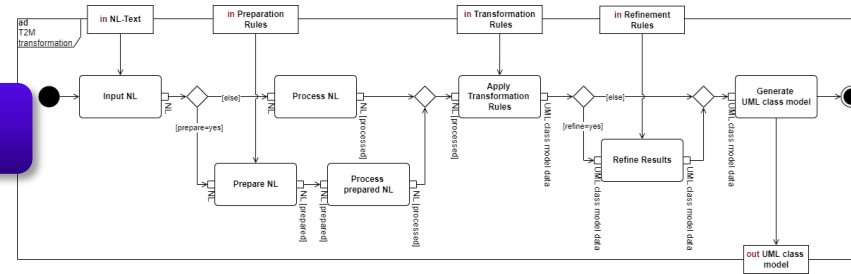 ad
T2M
transformation
in NL-Text
in Preparation
Rules
in Transformation
Rules
in Refinement
Rules
Input NL
NL
[else]
[prepare=yes]
NL
Process NL
NL [processed]
NL
Prepare NL
NL [prepared]
NL [prepared]
Process
prepared NL
NL [processed]
NL [processed]
Apply
Transformation
Rules
UML class model data
[else]
[refine=yes]
UML class model data
Refine Results
UML class model data
UML class model data
Generate
UML class model
out UML class
model